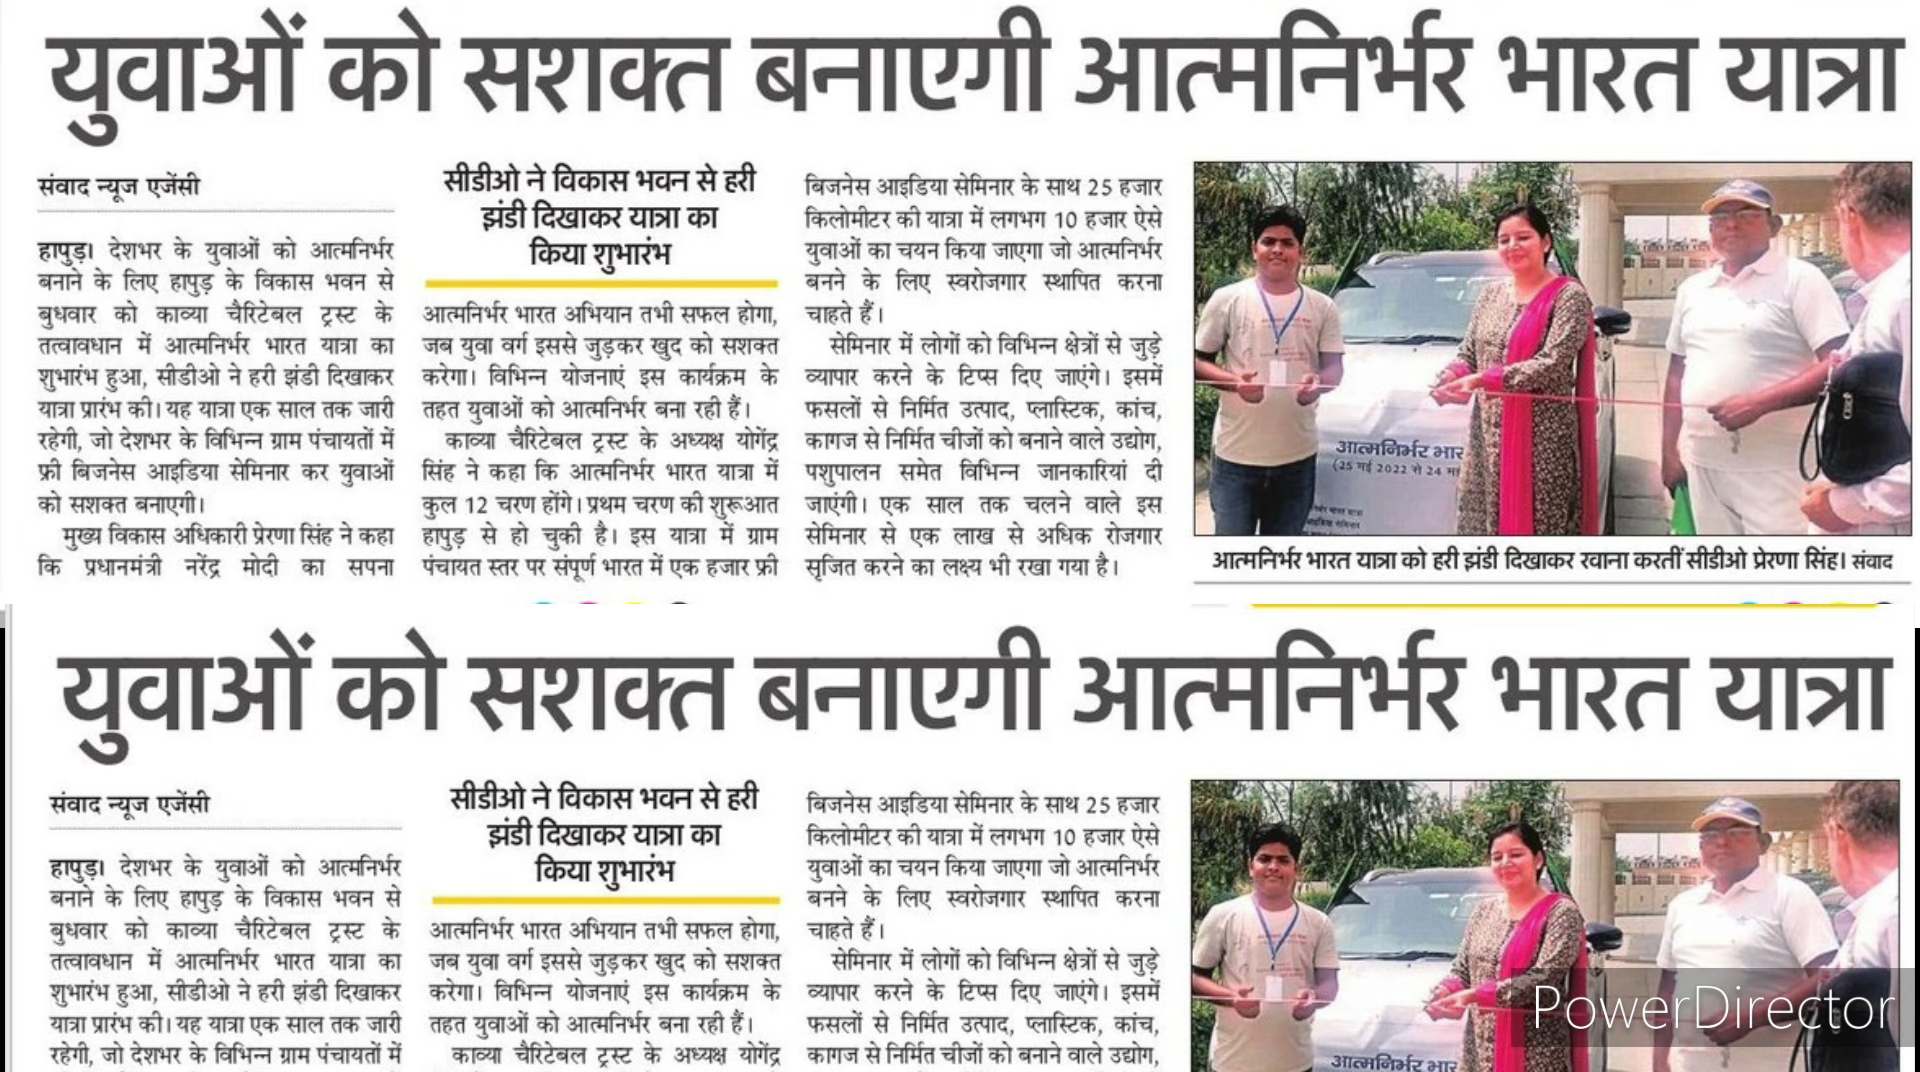 युवाओं को सशक्त बनाएगी आत्मनिर्भर भारत यात्रा
संवाद न्यूज एजेंसी
हापुड़। देशभर के युवाओं को आत्मनिर्भर
बनाने के लिए हापुड़ के विकास भवन से
बुधवार को काव्या चैरिटेबल ट्रस्ट के
तत्वावधान में आत्मनिर्भर भारत यात्रा का
शुभारंभ हुआ, सीडीओ ने हरी झंडी दिखाकर
यात्रा प्रारंभ की। यह यात्रा एक साल तक जारी
रहेगी, जो देशभर के विभिन्न ग्राम पंचायतों में
फ्री बिजनेस आइडिया सेमिनार कर युवाओं
को सशक्त बनाएगी।
मुख्य विकास अधिकारी प्रेरणा सिंह ने कहा
कि प्रधानमंत्री नरेंद्र मोदी का सपना
सीडीओ ने विकास भवन से हरी
झंडी दिखाकर यात्रा का
किया शुभारंभ
आत्मनिर्भर भारत अभियान तभी सफल होगा,
जब युवा वर्ग इससे जुड़कर खुद को सशक्त
करेगा। विभिन्न योजनाएं इस कार्यक्रम के
तहत युवाओं को आत्मनिर्भर बना रही हैं।
काव्या चैरिटेबल ट्रस्ट के अध्यक्ष योगेंद्र
सिंह ने कहा कि आत्मनिर्भर भारत यात्रा में
कुल 12 चरण होंगे। प्रथम चरण की शुरूआत
हापुड़ से हो चुकी है। इस यात्रा में ग्राम
पंचायत स्तर पर संपूर्ण भारत में एक हजार फ्री
बिजनेस आइडिया सेमिनार के साथ 25 हजार
किलोमीटर की यात्रा में लगभग 10 हजार ऐसे
युवाओं का चयन किया जाएगा जो आत्मनिर्भर
बनने के लिए स्वरोजगार स्थापित करना
चाहते हैं।
सेमिनार में लोगों को विभिन्न क्षेत्रों से जुड़े
व्यापार करने के टिप्स दिए जाएंगे। इसमें
फसलों से निर्मित उत्पाद, प्लास्टिक, कांच,
कागज से निर्मित चीजों को बनाने वाले उद्योग,
पशुपालन समेत विभिन्न जानकारियां दी
जाएंगी। एक साल तक चलने वाले इस
सेमिनार से एक लाख से अधिक रोजगार
सृजित करने का लक्ष्य भी रखा गया है।
आत्मनिर्भर भार
(25 मई 2022 से 24 मई
आत्मनिर्भर भारत यात्रा को हरी झंडी दिखाकर रवाना करतीं सीडीओ प्रेरणा सिंह। संवाद
युवाओं को सशक्त बनाएगी आत्मनिर्भर भारत यात्रा
संवाद न्यूज एजेंसी
हापुड़। देशभर के युवाओं को आत्मनिर्भर
बनाने के लिए हापुड़ के विकास भवन से
बुधवार को काव्या चैरिटेबल ट्रस्ट के
तत्वावधान में आत्मनिर्भर भारत यात्रा का
शुभारंभ हुआ, सीडीओ ने हरी झंडी दिखाकर
यात्रा प्रारंभ की। यह यात्रा एक साल तक जारी
रहेगी, जो देशभर के विभिन्न ग्राम पंचायतों में
सीडीओ ने विकास भवन से हरी
झंडी दिखाकर यात्रा का
किया शुभारंभ
आत्मनिर्भर भारत अभियान तभी सफल होगा,
जब युवा वर्ग इससे जुड़कर खुद को सशक्त
करेगा। विभिन्न योजनाएं इस कार्यक्रम के
तहत युवाओं को आत्मनिर्भर बना रही हैं।
काव्या चैरिटेबल ट्रस्ट के अध्यक्ष योगेंद्र
बिजनेस आइडिया सेमिनार के साथ 25 हजार
किलोमीटर की यात्रा में लगभग 10 हजार ऐसे
युवाओं का चयन किया जाएगा जो आत्मनिर्भर
बनने के लिए स्वरोजगार स्थापित करना
चाहते हैं।
सेमिनार में लोगों को विभिन्न क्षेत्रों से जुड़े
व्यापार करने के टिप्स दिए जाएंगे। इसमें
फसलों से निर्मित उत्पाद, प्लास्टिक, कांच,
कागज से निर्मित चीजों को बनाने वाले उद्योग,
आत्मनिर्भर भार
PowerDirector